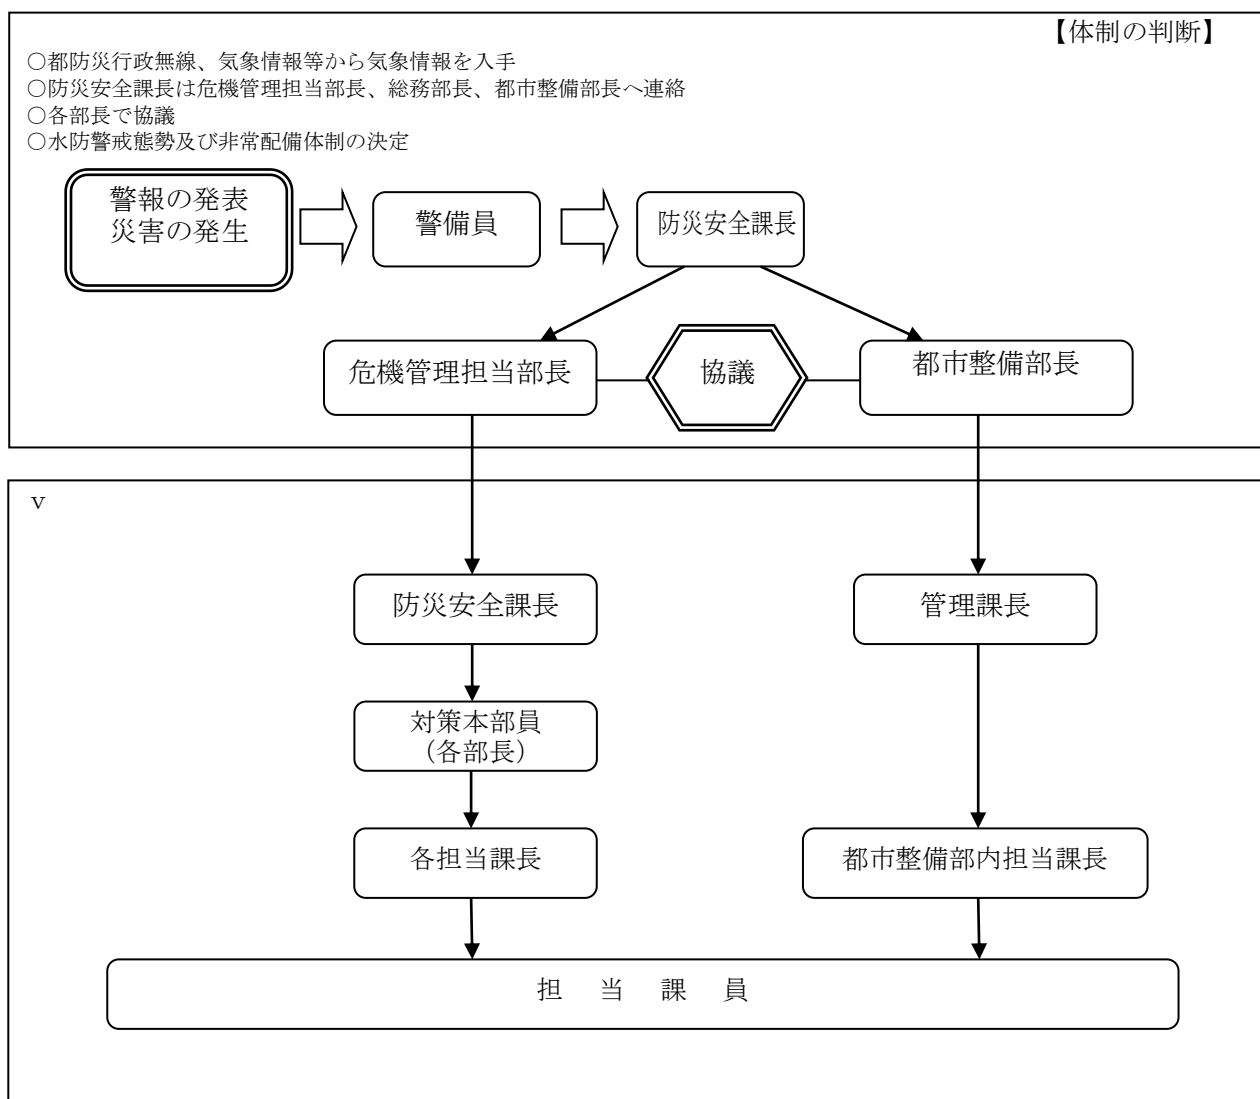 【体制の判断】
○都防災行政無線、気象情報等から気象情報を入手
○防災安全課長は危機管理担当部長、総務部長、都市整備部長へ連絡
○各部長で協議
○水防警戒態勢及び非常配備体制の決定
警報の発表
災害の発生
警備員
防災安全課長
危機管理担当部長
協議
都市整備部長
v
防災安全課長
管理課長
対策本部員
（各部長）
各担当課長
都市整備部内担当課長
担 当 課 員